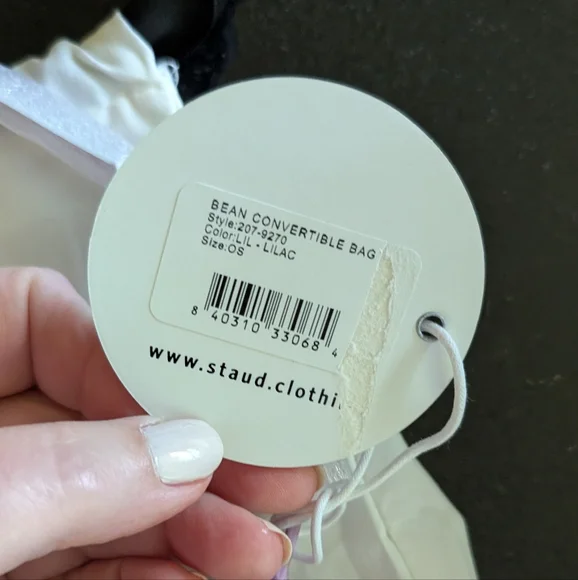 BEAN CONVERTIBLE BAG
Style:207-9270
Color:LIL - LILAC
Size:OS
8 40310 33068 4
www.staud.clothi